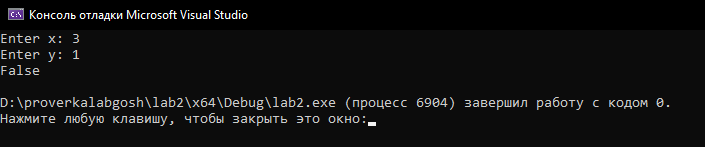 Консоль отладки Microsoft Visual Studio
Enter x: 3
Enter y: 1
False
D:\proverkalabgosh\lab2\x64\Debug\lab2.exe (процесс 6904) завершил работу с кодом 0.
Нажмите любую клавишу, чтобы закрыть это окно: